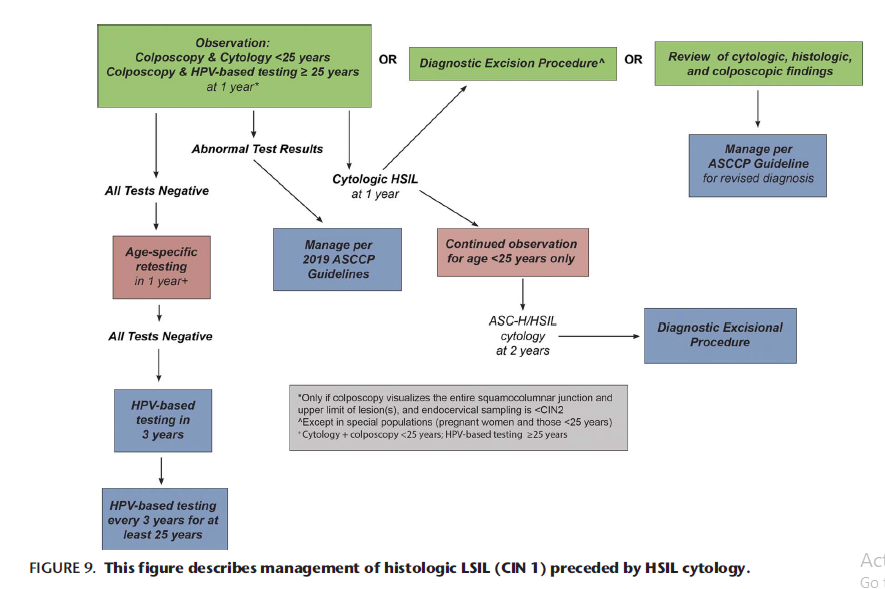 Observation:
Colposcopy & Cytology <25 years
Colposcopy & HPV-based testing ≥ 25 years
at 1 year*
OR
Diagnostic Excision Procedure^
OR
Review of cytologic, histologic,
and colposcopic findings
Abnormal Test Results
Manage per
ASCCP Guideline
for revised diagnosis
All Tests Negative
Cytologic HSIL
at 1 year
Age-specific
retesting
in 1 year+
Manage per
2019 ASCCP
Guidelines
Continued observation
for age <25 years only
ASC-H/HSIL
cytology
at 2 years
Diagnostic Excisional
Procedure
All Tests Negative
HPV-based
testing in
3 years
*Only if colposcopy visualizes the entire squamocolumnar junction and
upper limit of lesion(s), and endocervical sampling is <CIN2
^Except in special populations (pregnant women and those <25 years)
+Cytology + colposcopy <25 years; HPV-based testing ≥25 years
HPV-based testing
every 3 years for at
least 25 years
FIGURE 9. This figure describes management of histologic LSIL (CIN 1) preceded by HSIL cytology.
Go